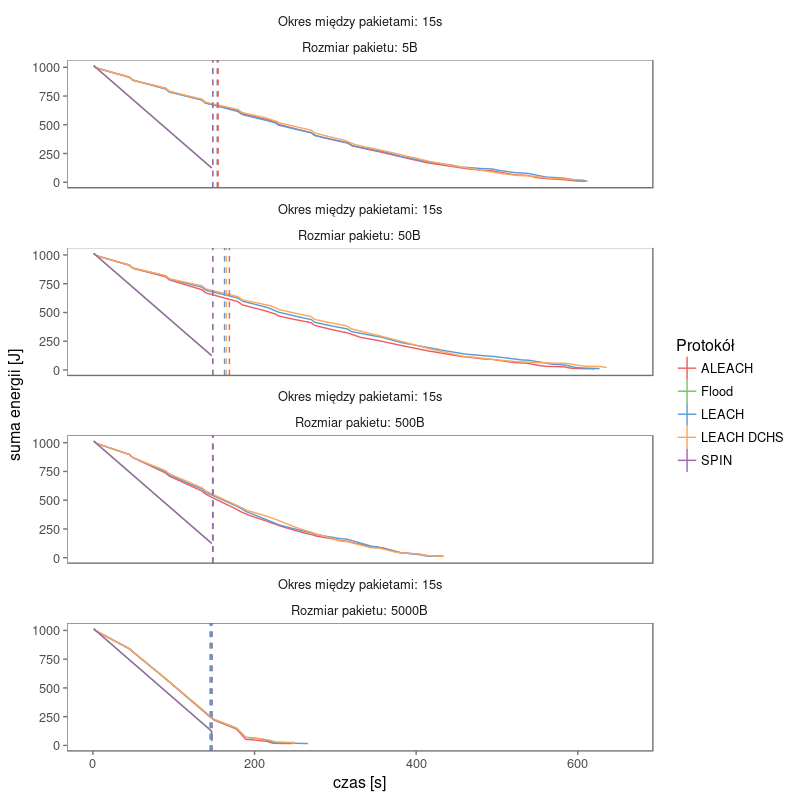 Okres między pakietami: 15s
Rozmiar pakietu: 5B
1000
750
500
250
0
Okres między pakietami: 15s
Rozmiar pakietu: 50B
1000
750
500
250
0
Okres między pakietami: 15s
Rozmiar pakietu: 500B
1000
750
500
250
0
Okres między pakietami: 15s
Rozmiar pakietu: 5000B
1000
750
500
250
0
0 200 400 600
czas [s]
suma energii [J]
Protokół
ALEACH
Flood
LEACH
LEACH DCHS
SPIN